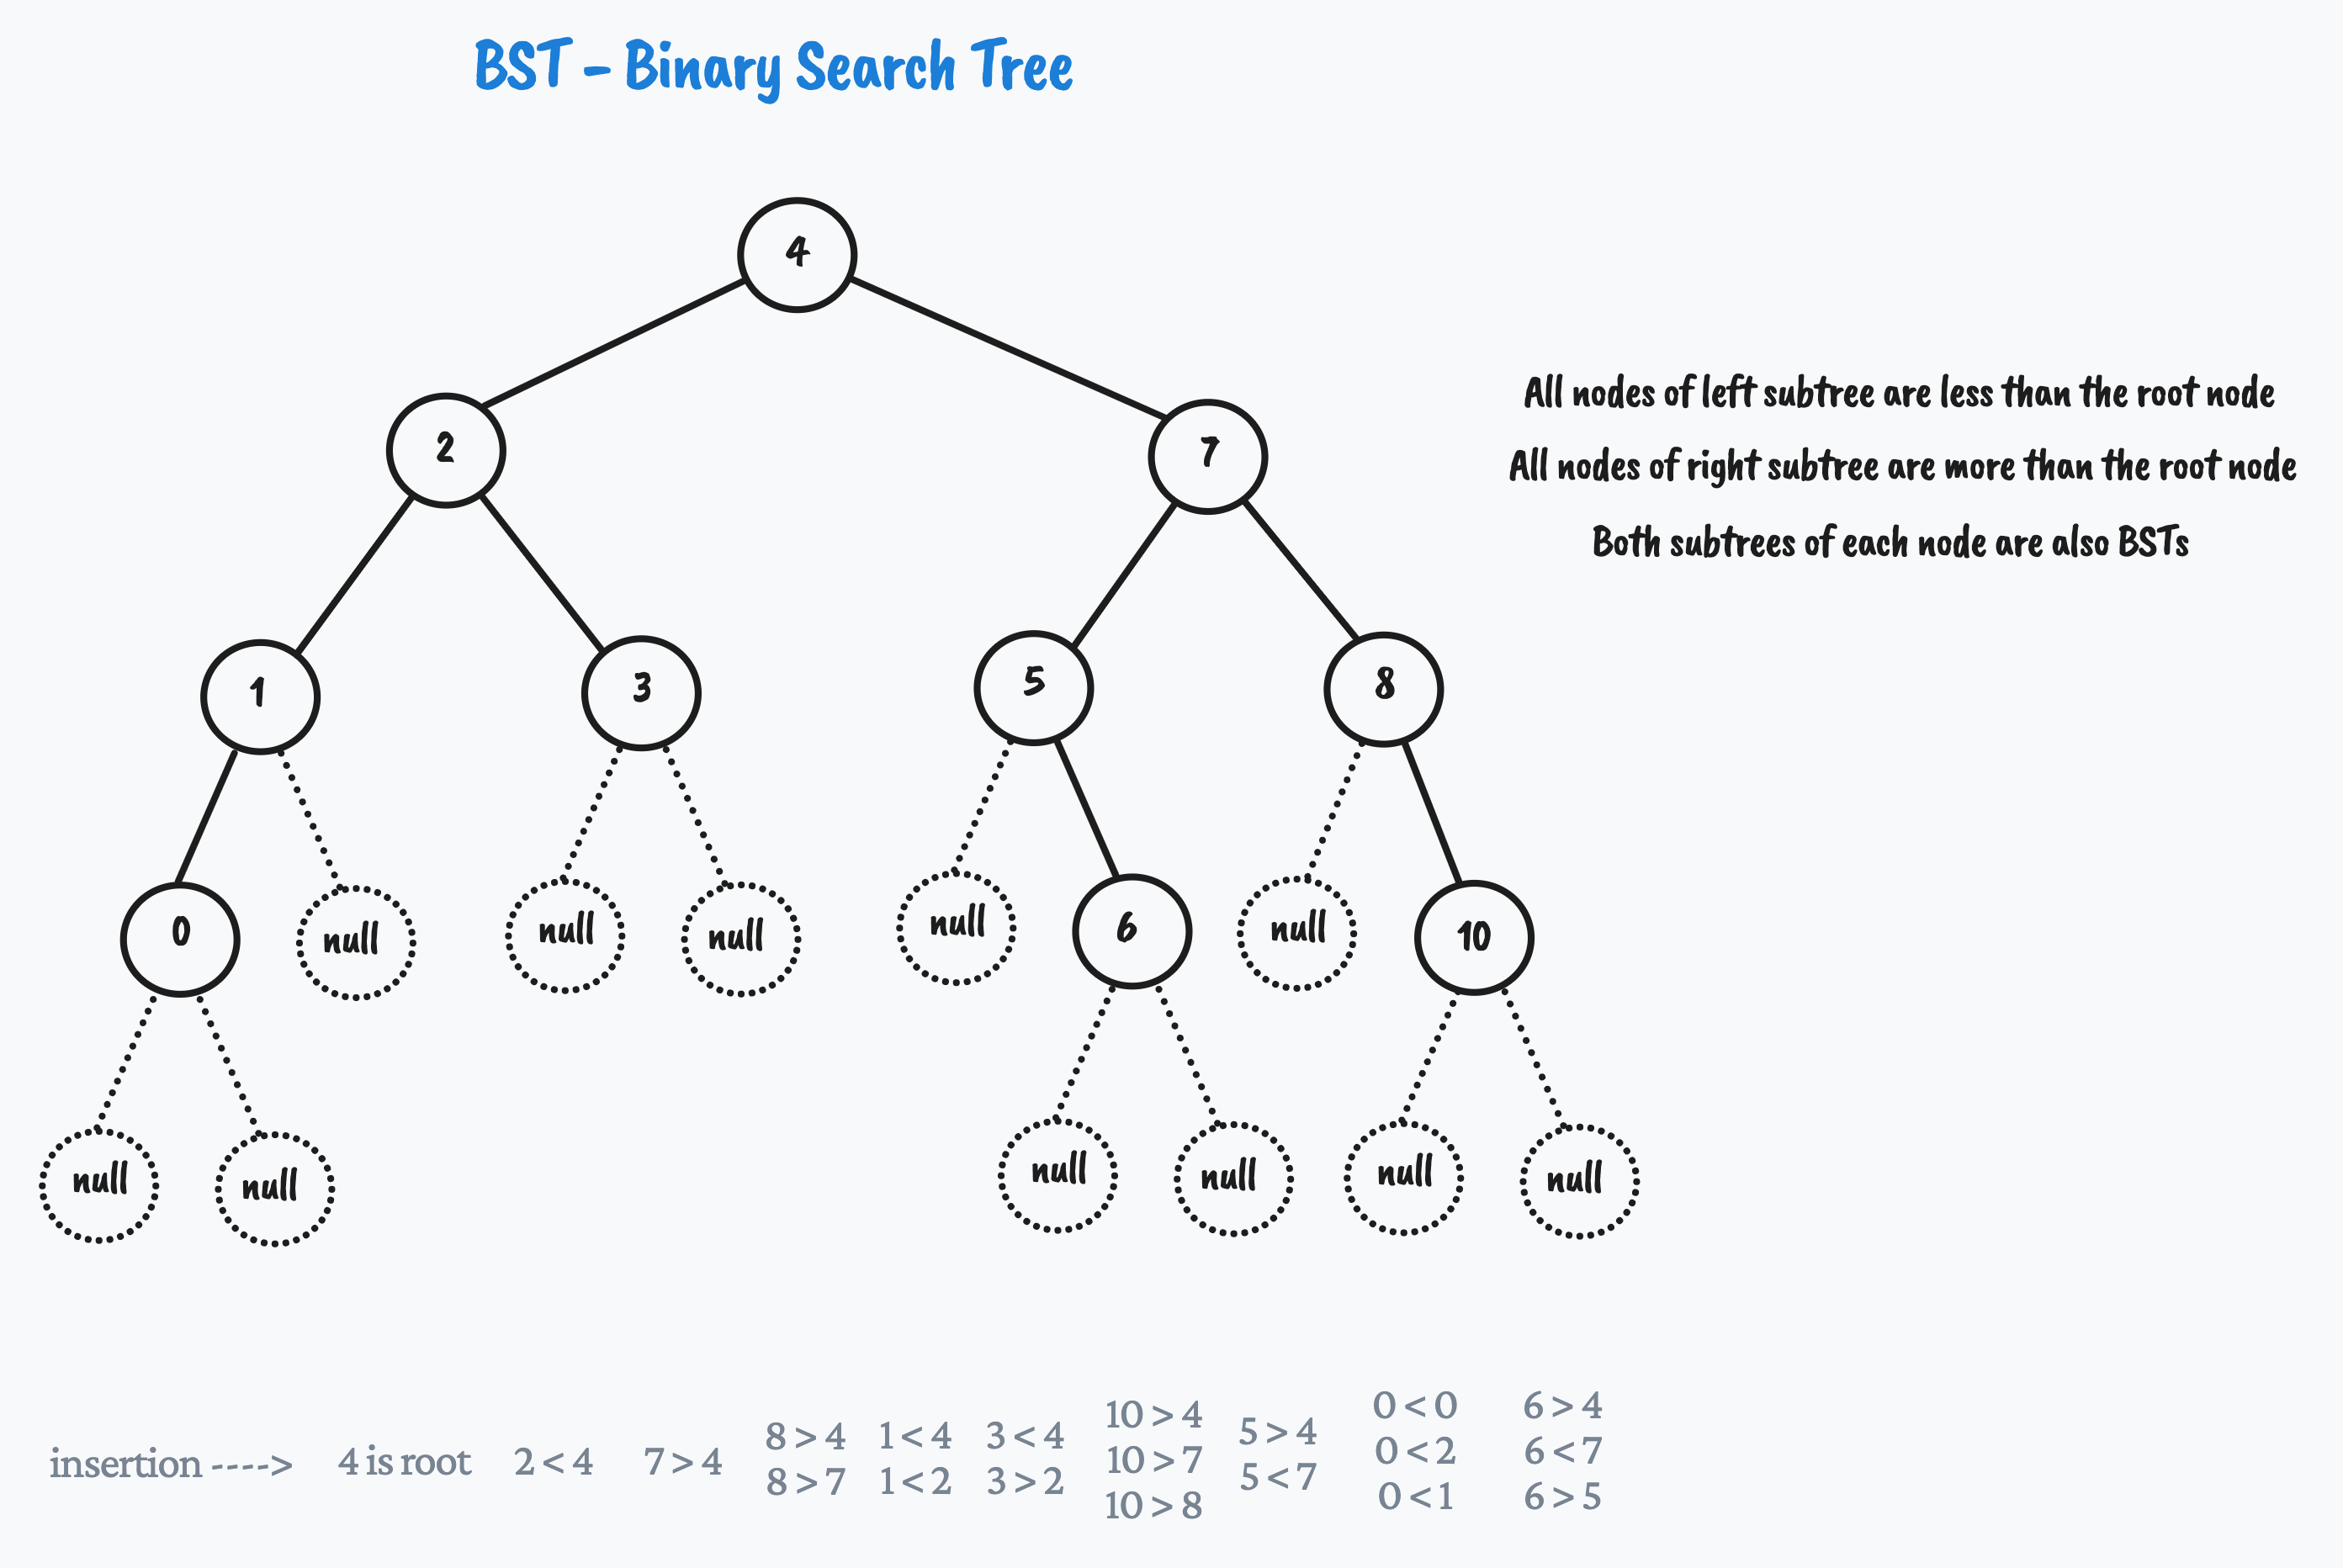 BST - Binary Search Tree
4
2
7
All nodes of left subtree are less than the root node
All nodes of right subtree are more than the root node
Both subtrees of each node are also BSTs
1
3
5
8
0
null
null
null
null
6
null
10
null
null
null
null
null
null
insertion ---->
4 is root
2 < 4
7 > 4
8 > 4
8 > 7
1 < 4
1 < 2
3 < 4
3 > 2
10 > 4
10 > 7
10 > 8
5 > 4
5 < 7
0 < 0
0 < 2
0 < 1
6 > 4
6 < 7
6 > 5